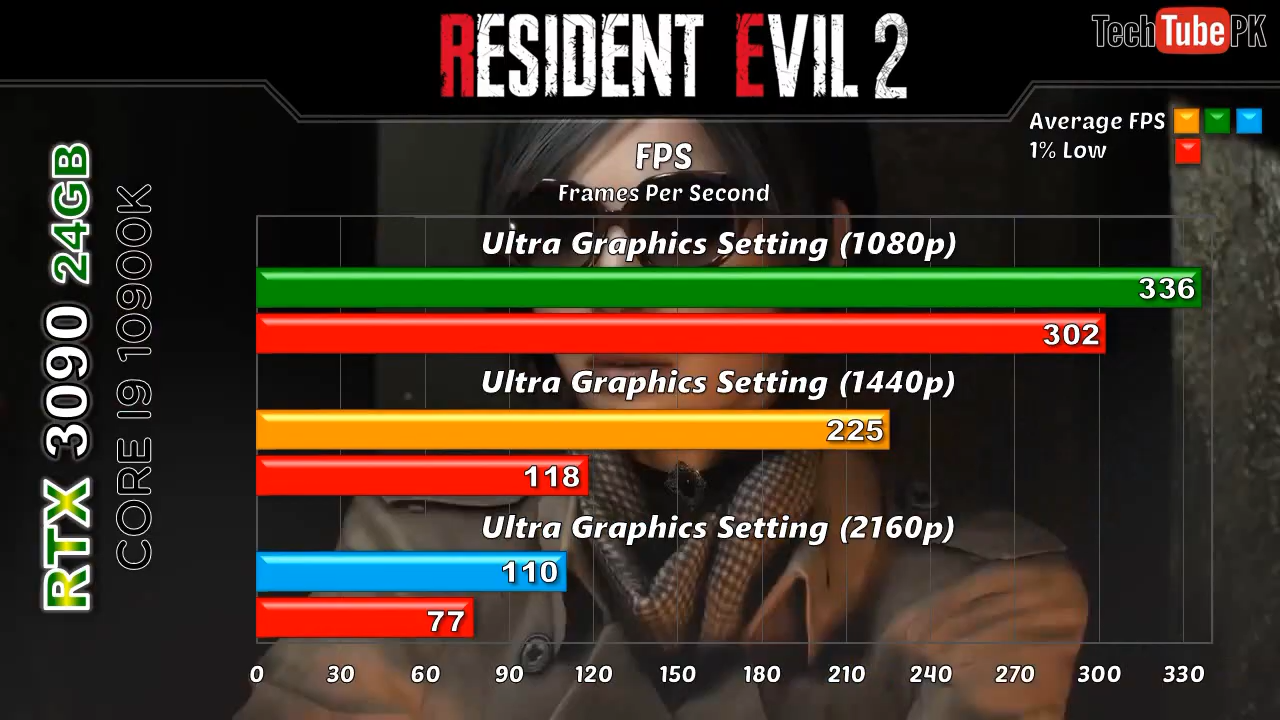 RESIDENT EVIL 2
TechTubePK
Average FPS
1% Low
RTX 3090 24GB
CORE I9 10900K
FPS
Frames Per Second
Ultra Graphics Setting (1080p)
336
302
Ultra Graphics Setting (1440p)
225
118
Ultra Graphics Setting (2160p)
110
77
0 30 60 90 120 150 180 210 240 270 300 330